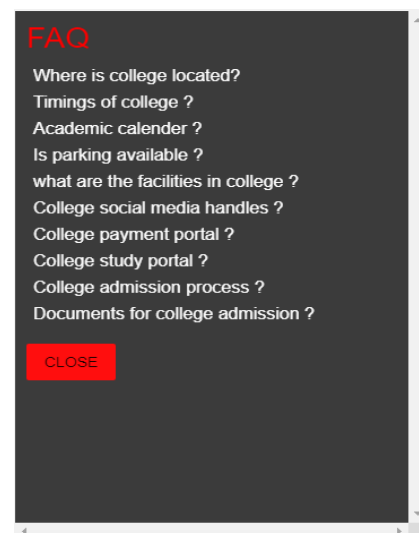 FAQ
Where is college located?
Timings of college ?
Academic calender ?
Is parking available ?
what are the facilities in college ?
College social media handles ?
College payment portal ?
College study portal ?
College admission process ?
Documents for college admission ?
CLOSE